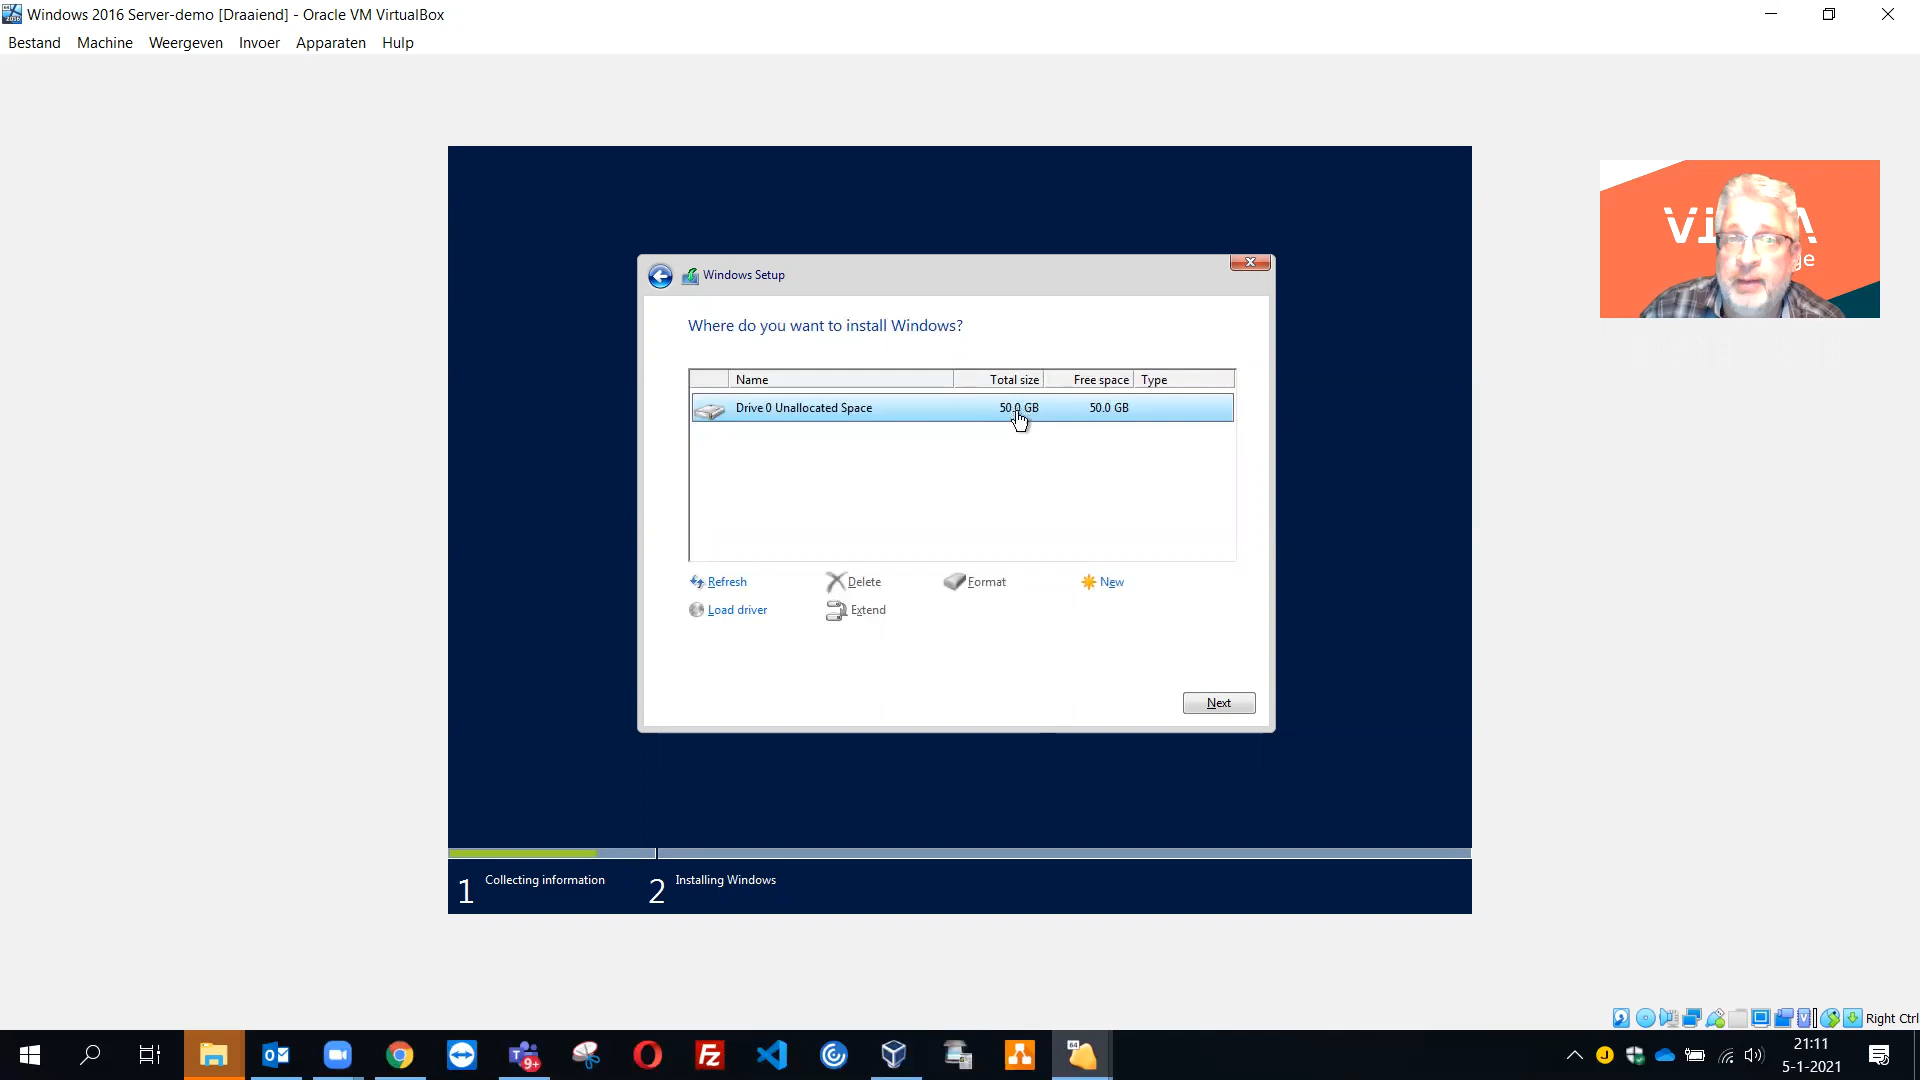 Windows 2016 Server-demo [Draaiend] - Oracle VM VirtualBox
Bestand Machine Weergeven Invoer Apparaten Hulp
Windows Setup
Where do you want to install Windows?
Name Total size Free space Type
Drive 0 Unallocated Space 50.0 GB 50.0 GB
Refresh Delete Format New
Load driver Extend
Next
1 Collecting information 2 Installing Windows
Right Ctrl
9+
64
J
21:11
5-1-2021